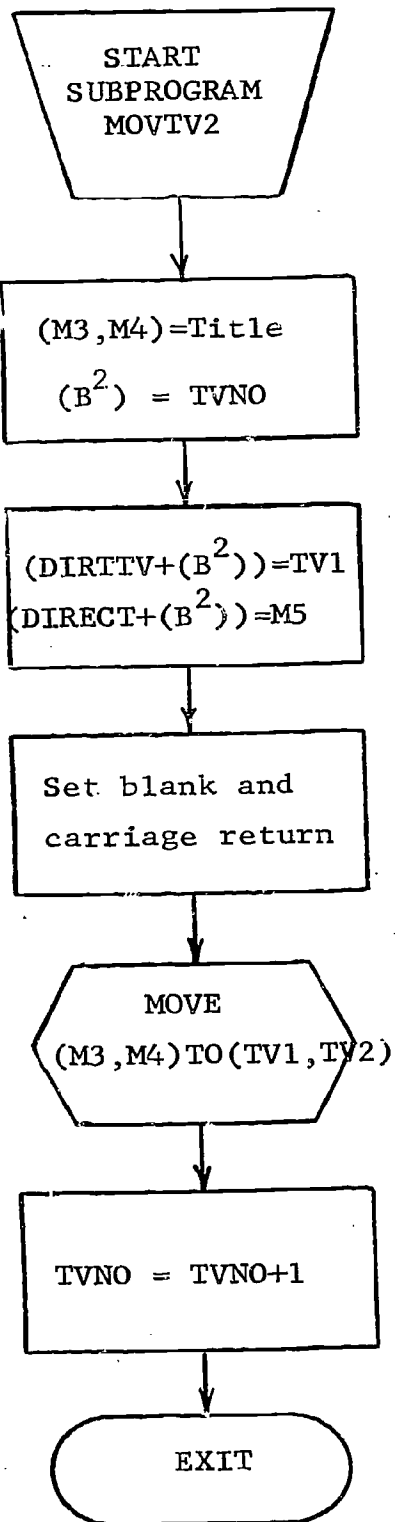 START
SUBPROGRAM
MOVTV2
(M3,M4)=Title
(B²) = TVNO
(DIRTTV+(B²))=TV1
(DIRECT+(B²))=M5
Set blank and
carriage return
MOVE
(M3,M4)TO(TV1,TV2)
TVNO = TVNO+1
EXIT